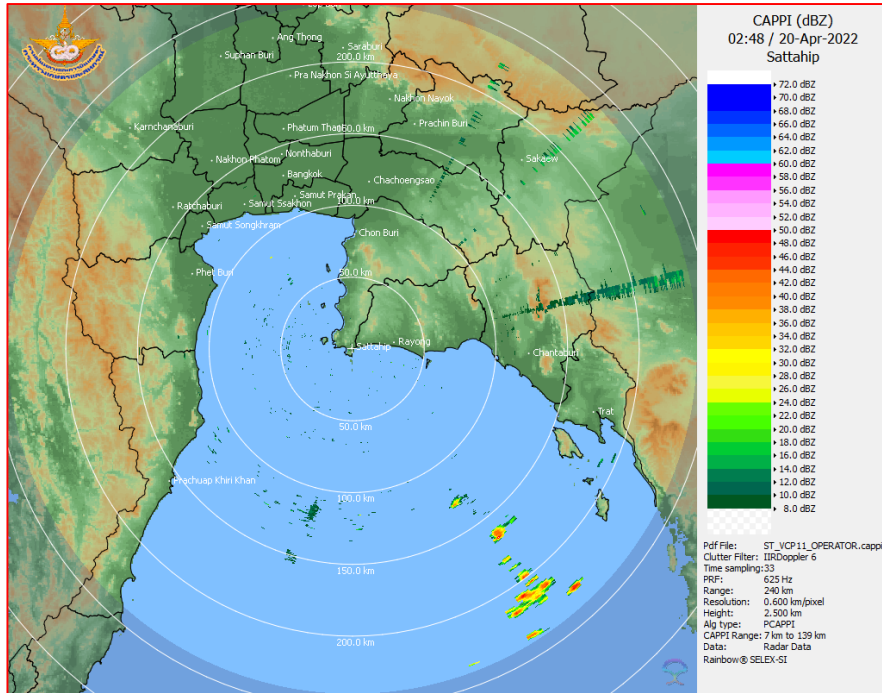 CAPPI (dBZ)
02:48 / 20-Apr-2022
Sattahip
72.0 dBZ
70.0 dBZ
68.0 dBZ
66.0 dBZ
64.0 dBZ
62.0 dBZ
60.0 dBZ
58.0 dBZ
56.0 dBZ
54.0 dBZ
52.0 dBZ
50.0 dBZ
48.0 dBZ
46.0 dBZ
44.0 dBZ
42.0 dBZ
40.0 dBZ
38.0 dBZ
36.0 dBZ
34.0 dBZ
32.0 dBZ
30.0 dBZ
28.0 dBZ
26.0 dBZ
24.0 dBZ
22.0 dBZ
20.0 dBZ
18.0 dBZ
16.0 dBZ
14.0 dBZ
12.0 dBZ
10.0 dBZ
8.0 dBZ
Pdf File: ST_VCP11_OPERATOR.cappi
Clutter Filter: IIRDoppler 6
Time sampling:33
PRF: 625 Hz
Range: 240 km
Resolution: 0.600 km/pixel
Height: 2.500 km
Alg type: PCAPPI
CAPPI Range: 7 km to 139 km
Data: Radar Data
Rainbow® SELEX-SI
Ang Thong
Saraburi
Suphan Buri
200.0 km
Pra Nakhon Si Ayutthaya
Nakhon Nayok
Karnchanaburi
Phatum Thani
150.0 km
Prachin Buri
Nakhon Phatom
Nonthaburi
Sakaew
Bangkok
Chachoengsao
Samut Prakan
Ratchaburi
Samut Ssakhon
100.0 km
Samut Songkhram
Chon Buri
Phet Buri
50.0 km
Sattahip
Rayong
Chantaburi
Trat
50.0 km
Prachuap Khiri Khan
100.0 km
150.0 km
200.0 km